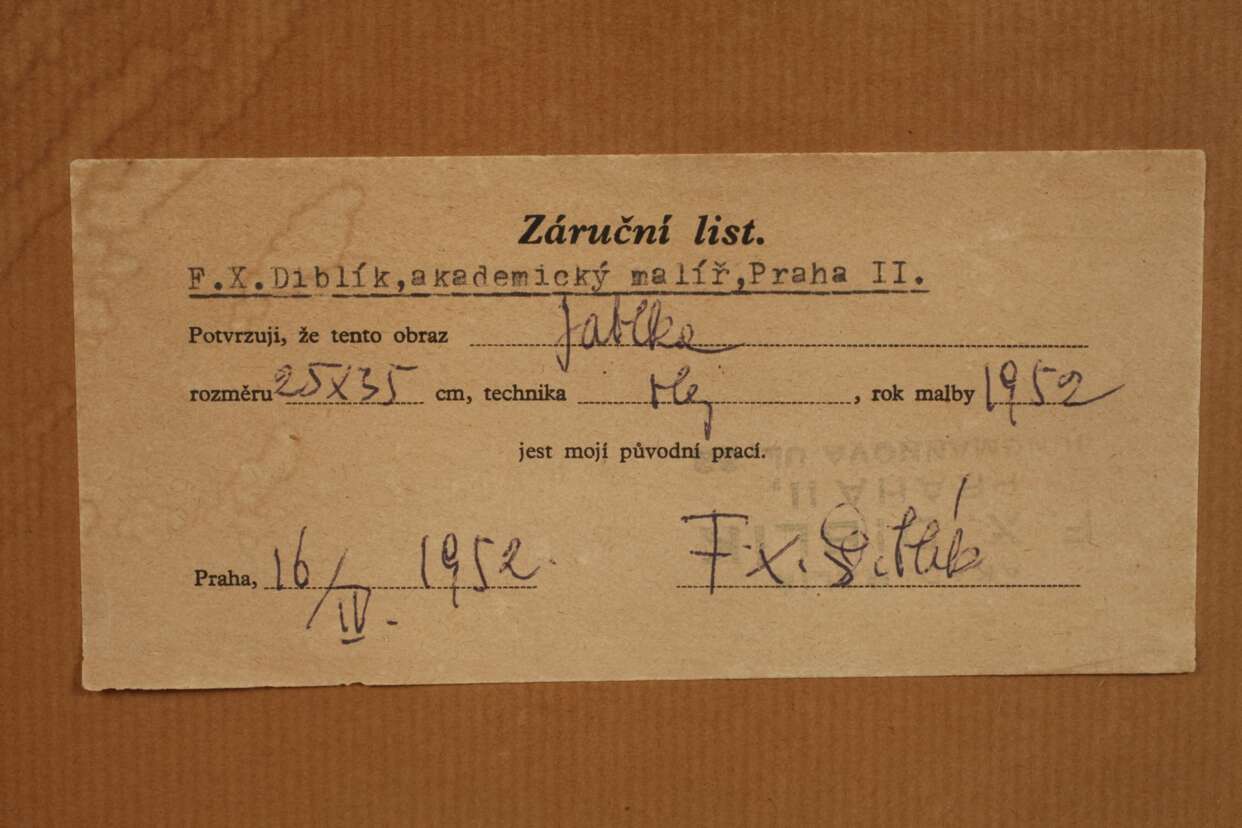 Záruční list.
F.X.Diblík,akademický malíř,Praha II.
Potvrzuji, že tento obraz Jablka
rozměru 25X35 cm, technika olej, rok malby 1952
jest mojí původní prací.
Praha, 16/IV. 1952. F. X. Diblík